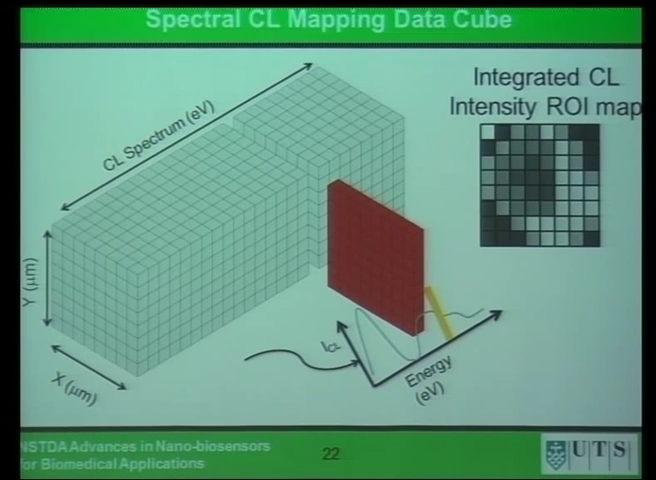 Spectral CL Mapping Data Cube
CL Spectrum (eV)
Integrated CL
Intensity ROI map
Y (μm)
X (μm)
I_CL
Energy
(eV)
NSTDA Advances in Nano-biosensors
for Biomedical Applications
22
UTS